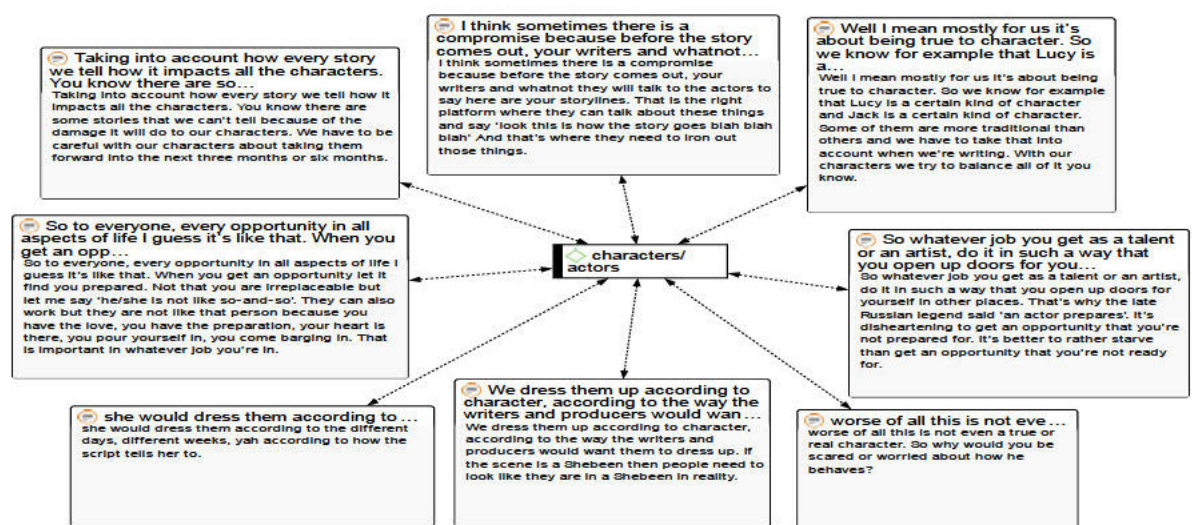 Taking into account how every story
we tell how it impacts all the characters.
You know there are so...
Taking into account how every story we tell how it
impacts all the characters. You know there are
some stories that we can't tell because of the
damage it will do to our characters. We have to be
careful with our characters about taking them
forward into the next three months or six months.
I think sometimes there is a
compromise because before the story
comes out, your writers and whatnot...
I think sometimes there is a compromise
because before the story comes out, your
writers and whatnot they will talk to the actors to
say here are your storylines. That is the right
platform where they can talk about these things
and say 'look this is how the story goes blah blah
blah' And that's where they need to iron out
those things.
Well I mean mostly for us it's
about being true to character. So
we know for example that Lucy is
a...
Well I mean mostly for us it's about being
true to character. So we know for example
that Lucy is a certain kind of character
and Jack is a certain kind of character.
Some of them are more traditional than
others and we have to take that into
account when we're writing. With our
characters we try to balance all of it you
know.
So to everyone, every opportunity in all
aspects of life I guess it's like that. When you
get an opp...
So to everyone, every opportunity in all aspects of life I
guess it's like that. When you get an opportunity let it
find you prepared. Not that you are irreplaceable but
let me say 'he/she is not like so-and-so'. They can also
work but they are not like that person because you
have the love, you have the preparation, your heart is
there, you pour yourself in, you come barging in. That
is important in whatever job you're in.
characters/
actors
So whatever job you get as a talent
or an artist, do it in such a way that
you open up doors for you...
So whatever job you get as a talent or an artist,
do it in such a way that you open up doors for
yourself in other places. That's why the late
Russian legend said 'an actor prepares'. It's
disheartening to get an opportunity that you're
not prepared for. It's better to rather starve
than get an opportunity that you're not ready
for.
she would dress them according to ...
she would dress them according to the different
days, different weeks, yah according to how the
script tells her to.
We dress them up according to
character, according to the way the
writers and producers would wan ...
We dress them up according to character,
according to the way the writers and
producers would want them to dress up. If
the scene is a Shebeen then people need to
look like they are in a Shebeen in reality.
worse of all this is not eve...
worse of all this is not even a true or
real character. So why would you be
scared or worried about how he
behaves?